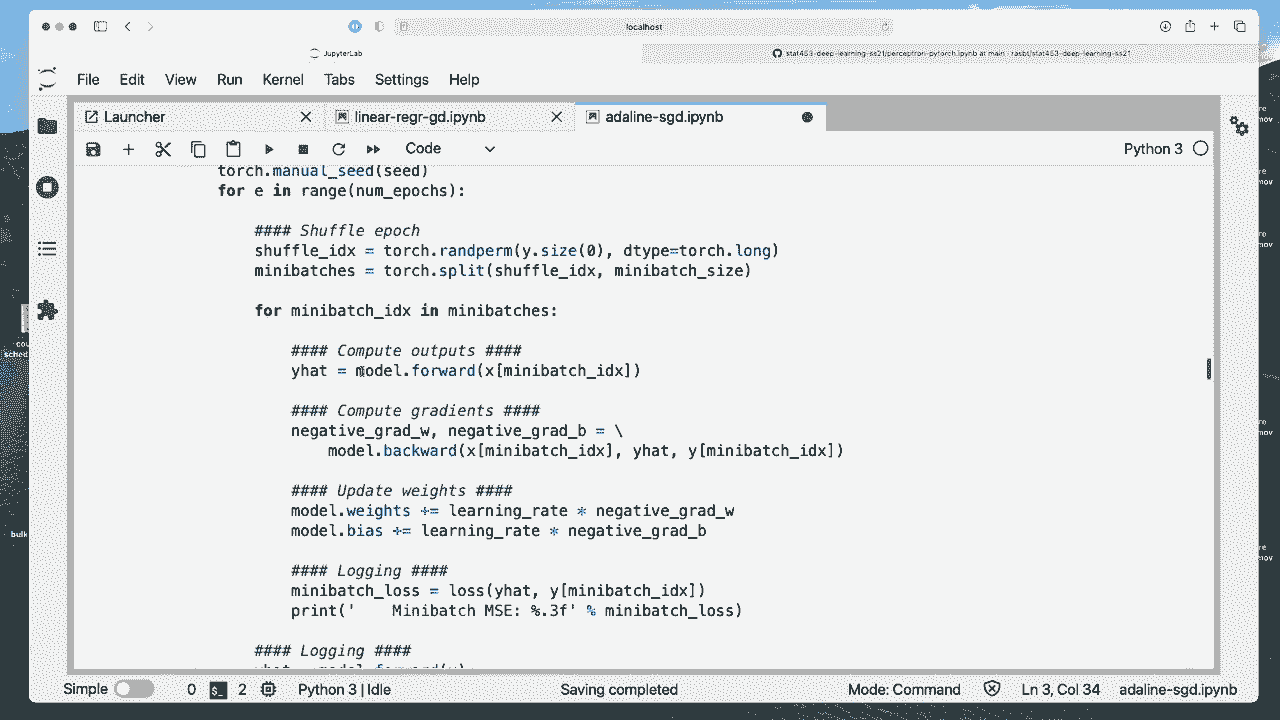 localhost
JupyterLab
stat453-deep-learning-ss21/perceptron-pytorch.ipynb at main · rasbt/stat453-deep-learning-ss21
File Edit View Run Kernel Tabs Settings Help
Launcher linear-regr-gd.ipynb adaline-sgd.ipynb
Code Python 3
torch.manual_seed(seed)
for e in range(num_epochs):
#### Shuffle epoch
shuffle_idx = torch.randperm(y.size(0), dtype=torch.long)
minibatches = torch.split(shuffle_idx, minibatch_size)
for minibatch_idx in minibatches:
#### Compute outputs ####
yhat = model.forward(x[minibatch_idx])
#### Compute gradients ####
negative_grad_w, negative_grad_b = \
model.backward(x[minibatch_idx], yhat, y[minibatch_idx])
#### Update weights ####
model.weights += learning_rate * negative_grad_w
model.bias += learning_rate * negative_grad_b
#### Logging ####
minibatch_loss = loss(yhat, y[minibatch_idx])
print('    Minibatch MSE: %.3f' % minibatch_loss)
#### Logging ####
Simple 0 $_ 2 Python 3 | Idle Saving completed Mode: Command Ln 3, Col 34 adaline-sgd.ipynb